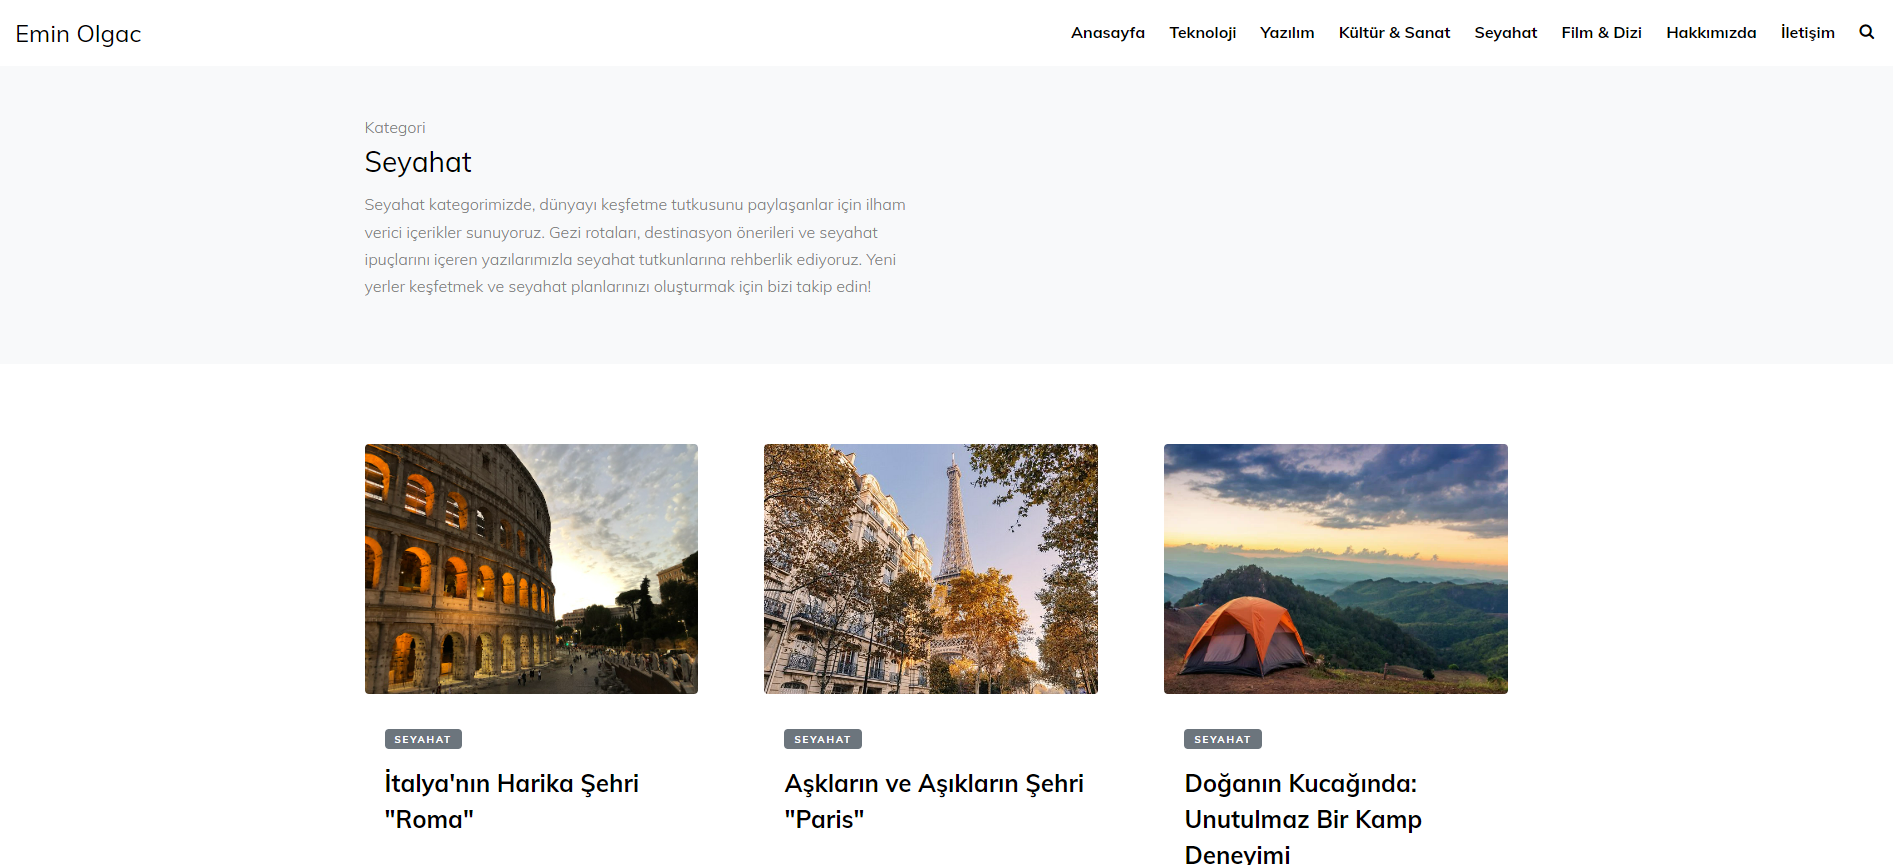 Emin Olgac
Anasayfa Teknoloji Yazılım Kültür & Sanat Seyahat Film & Dizi Hakkımızda İletişim
Kategori
Seyahat
Seyahat kategorimizde, dünyayı keşfetme tutkusunu paylaşanlar için ilham
verici içerikler sunuyoruz. Gezi rotaları, destinasyon önerileri ve seyahat
ipuçlarını içeren yazılarımızla seyahat tutkunlarına rehberlik ediyoruz. Yeni
yerler keşfetmek ve seyahat planlarınızı oluşturmak için bizi takip edin!
SEYAHAT
İtalya'nın Harika Şehri
"Roma"
SEYAHAT
Aşkların ve Aşıkların Şehri
"Paris"
SEYAHAT
Doğanın Kucağında:
Unutulmaz Bir Kamp
Deneyimi